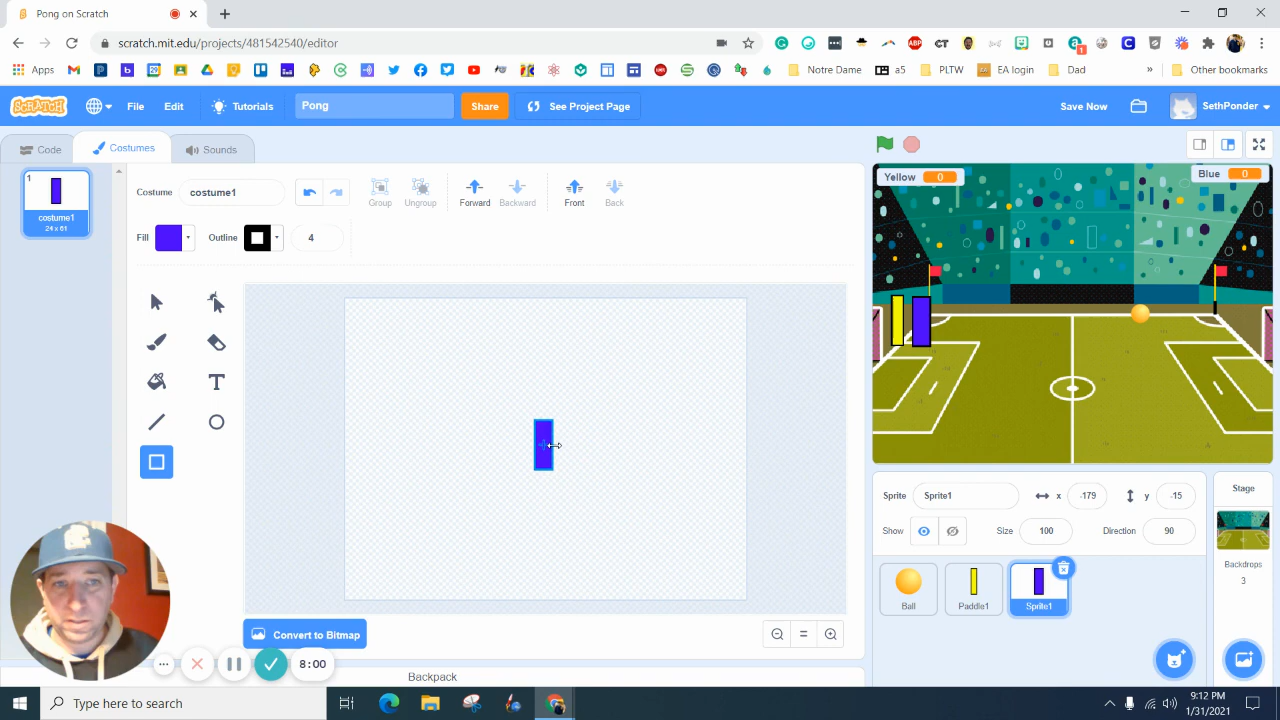 Pong on Scratch
scratch.mit.edu/projects/481542540/editor
ABP
CT
Apps
Notre Dame
a5
PLTW
EA login
Dad
Other bookmarks
SCRATCH
File
Edit
Tutorials
Pong
Share
See Project Page
Save Now
SethPonder
Code
Costumes
Sounds
1
costume1
24 x 61
Costume
costume1
Group
Ungroup
Forward
Backward
Front
Back
Fill
Outline
4
T
Convert to Bitmap
Backpack
Yellow 0
Blue 0
Sprite
Sprite1
x
-179
y
-15
Show
Size
100
Direction
90
Ball
Paddle1
Sprite1
Stage
Backdrops
3
8:00
Type here to search
9:12 PM
1/31/2021